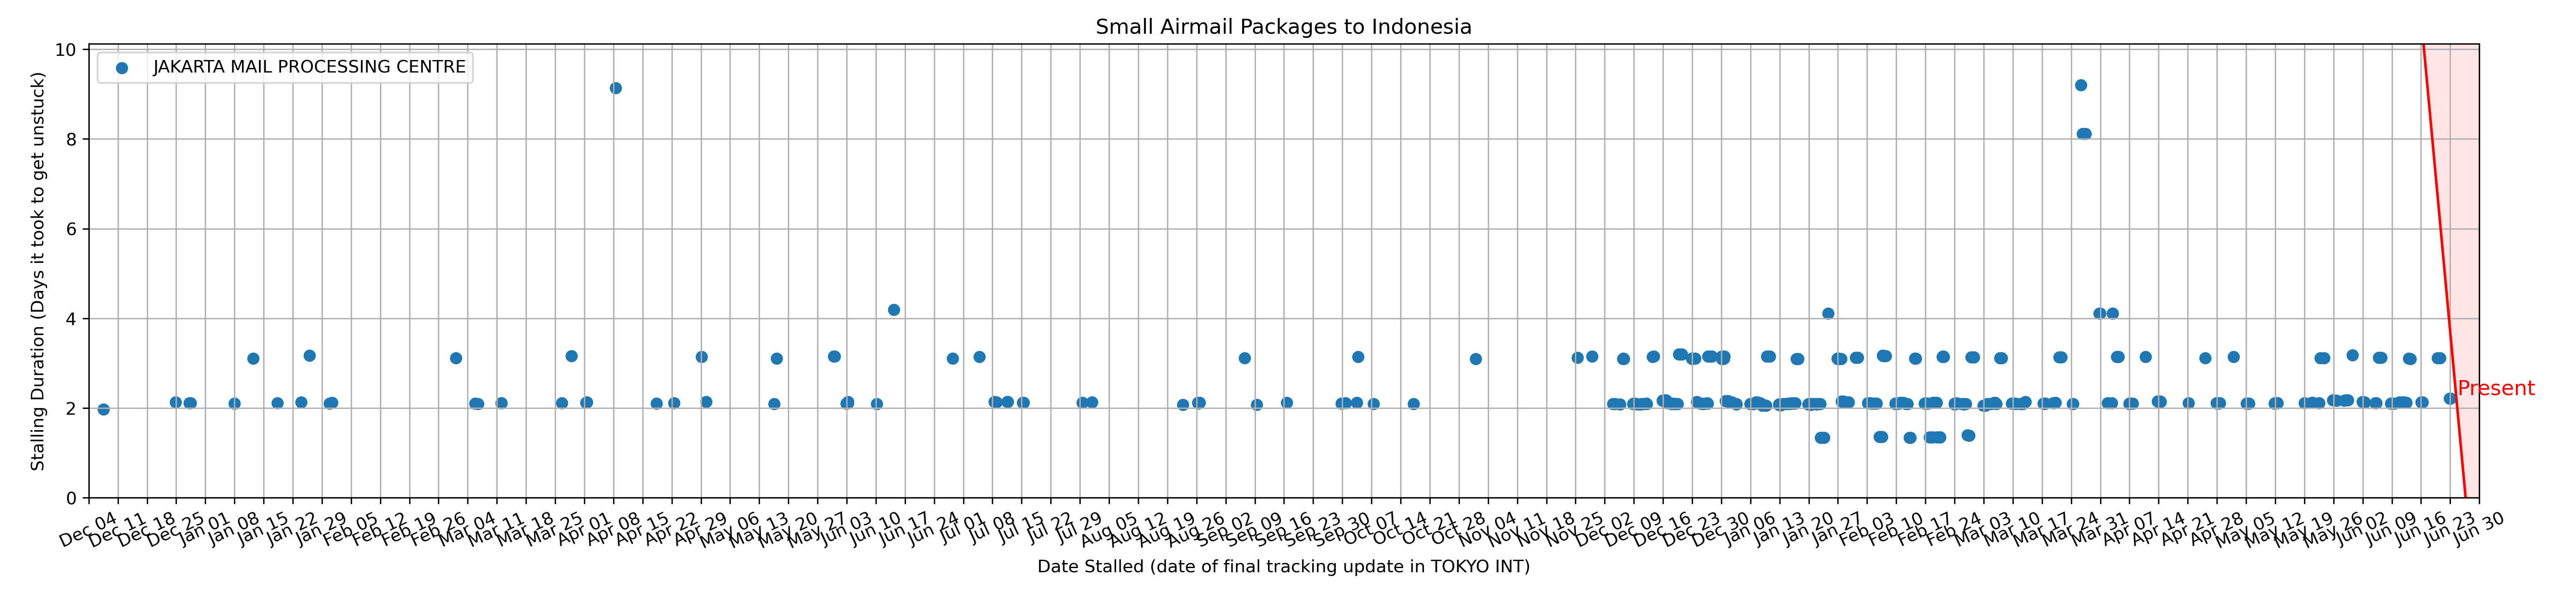 Small Airmail Packages to Indonesia
JAKARTA MAIL PROCESSING CENTRE
Stalling Duration (Days it took to get unstuck)
10
8
6
4
2
0
Present
Dec 04
Dec 11
Dec 18
Dec 25
Jan 01
Jan 08
Jan 15
Jan 22
Jan 29
Feb 05
Feb 12
Feb 19
Feb 26
Mar 04
Mar 11
Mar 18
Mar 25
Apr 01
Apr 08
Apr 15
Apr 22
Apr 29
May 06
May 13
May 20
May 27
Jun 03
Jun 10
Jun 17
Jun 24
Jul 01
Jul 08
Jul 15
Jul 22
Jul 29
Aug 05
Aug 12
Aug 19
Aug 26
Sep 02
Sep 09
Sep 16
Sep 23
Sep 30
Oct 07
Oct 14
Oct 21
Oct 28
Nov 04
Nov 11
Nov 18
Nov 25
Dec 02
Dec 09
Dec 16
Dec 23
Dec 30
Jan 06
Jan 13
Jan 20
Jan 27
Feb 03
Feb 10
Feb 17
Feb 24
Mar 03
Mar 10
Mar 17
Mar 24
Mar 31
Apr 07
Apr 14
Apr 21
Apr 28
May 05
May 12
May 19
May 26
Jun 02
Jun 09
Jun 16
Jun 23
Jun 30
Date Stalled (date of final tracking update in TOKYO INT)